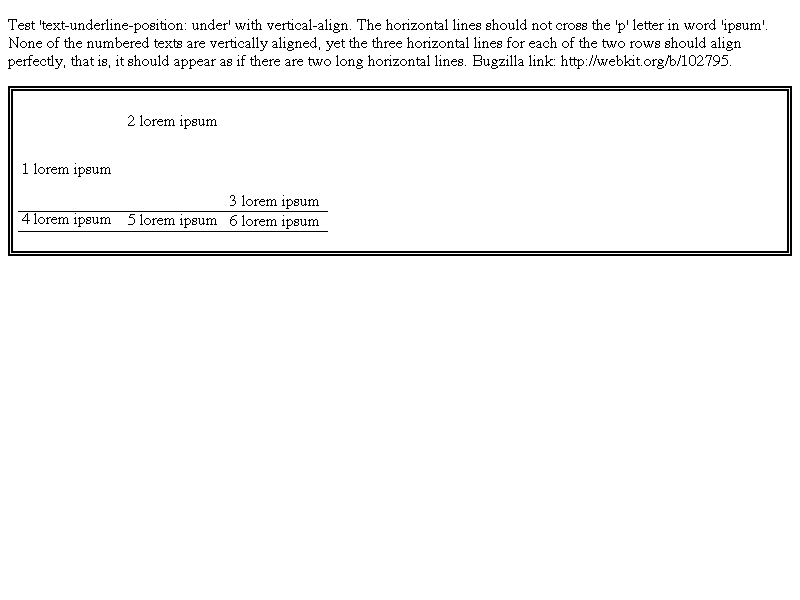 Test 'text-underline-position: under' with vertical-align. The horizontal lines should not cross the 'p' letter in word 'ipsum'.
None of the numbered texts are vertically aligned, yet the three horizontal lines for each of the two rows should align
perfectly, that is, it should appear as if there are two long horizontal lines. Bugzilla link: http://webkit.org/b/102795.
2 lorem ipsum
1 lorem ipsum
3 lorem ipsum
4 lorem ipsum 5 lorem ipsum 6 lorem ipsum